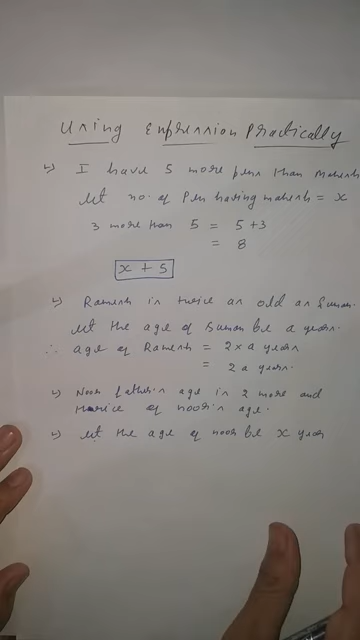 Using Expression Practically
↳ I have 5 more pens than Mahesh
Let no. of Pen having mahesh = x
3 more than 5 = 5+3
= 8
x + 5
↳ Ramesh is twice as old as Suman.
Let the age of Suman be a years.
∴ age of Ramesh = 2×a years
= 2a years.
↳ Noor father's age is 2 more and
thrice of noor's age.
↳ Let the age of noor be x years